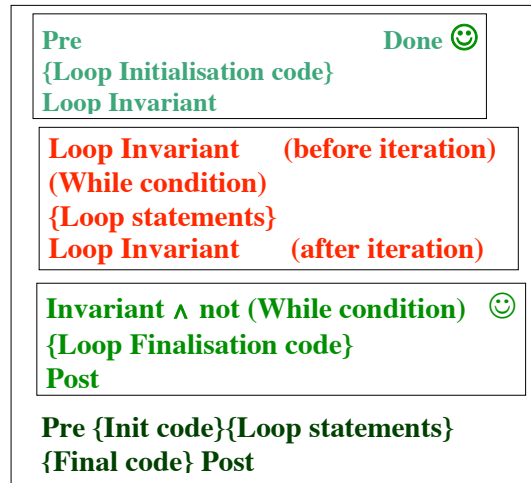 Pre Done ☺
{Loop Initialisation code}
Loop Invariant
Loop Invariant (before iteration)
(While condition)
{Loop statements}
Loop Invariant (after iteration)
Invariant ∧ not (While condition) ☺
{Loop Finalisation code}
Post
Pre {Init code}{Loop statements}
{Final code} Post